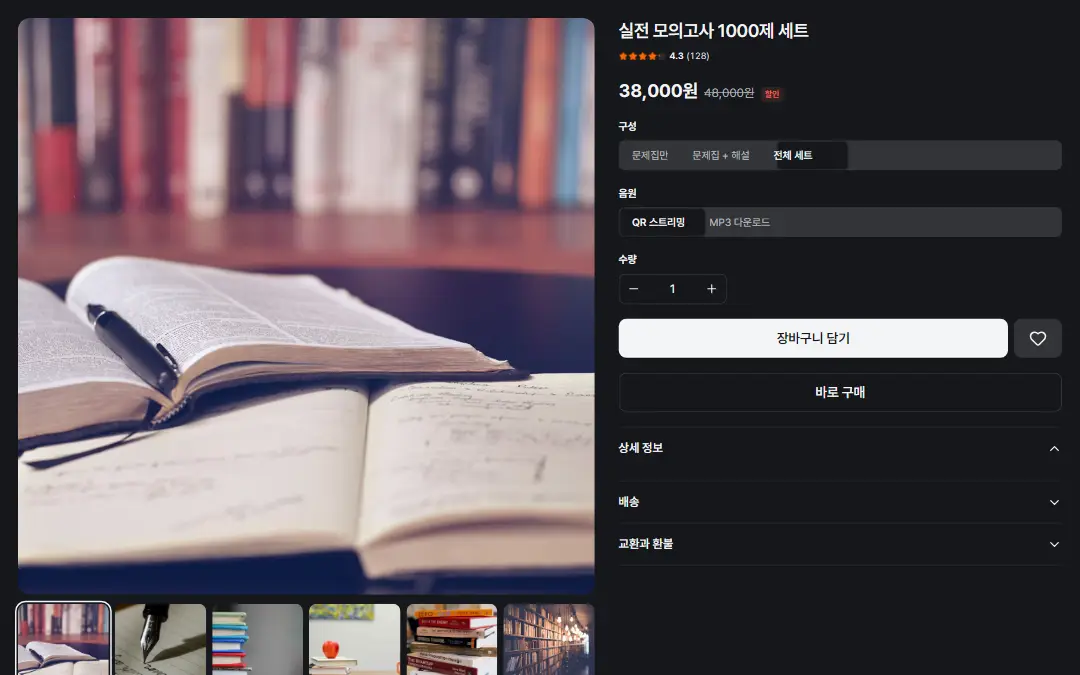 실전 모의고사 1000제 세트
4.3 (128)
38,000원 48,000원 할인
구성
문제집만 문제집 + 해설 전체 세트
음원
QR 스트리밍 MP3 다운로드
수량
− 1 +
장바구니 담기
바로 구매
상세 정보
배송
교환과 환불